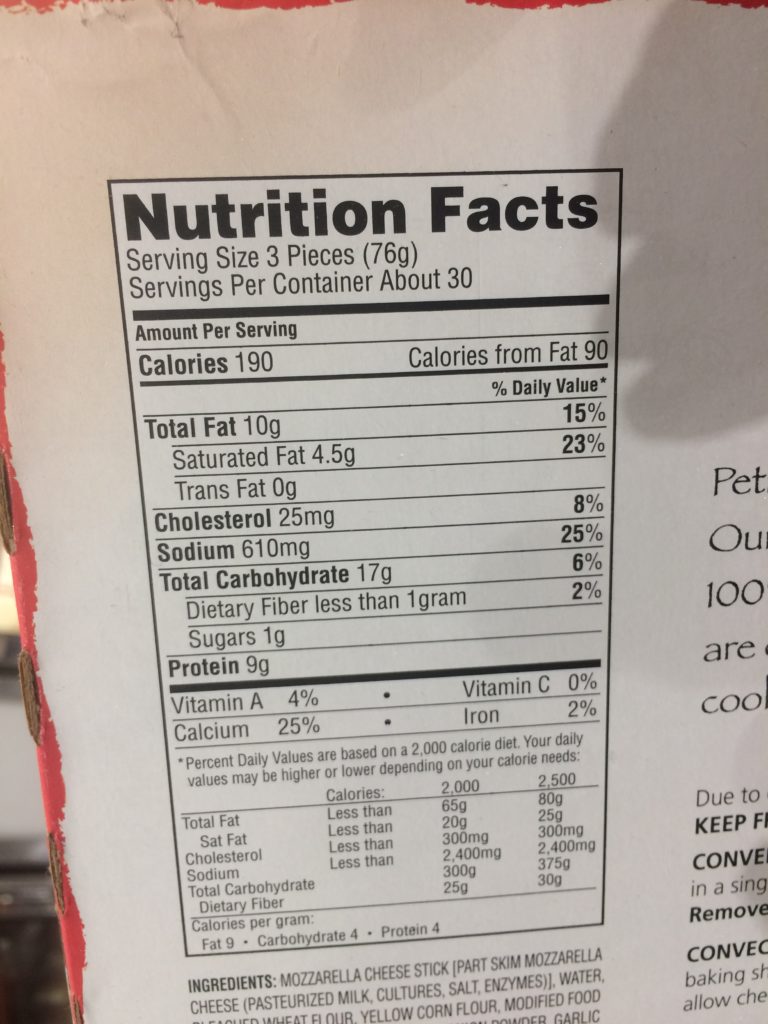 Nutrition Facts
Serving Size 3 Pieces (76g)
Servings Per Container About 30
Amount Per Serving
Calories 190 Calories from Fat 90
% Daily Value*
Total Fat 10g 15%
Saturated Fat 4.5g 23%
Trans Fat 0g
Cholesterol 25mg 8%
Sodium 610mg 25%
Total Carbohydrate 17g 6%
Dietary Fiber less than 1gram 2%
Sugars 1g
Protein 9g
Vitamin A 4% • Vitamin C 0%
Calcium 25% • Iron 2%
*Percent Daily Values are based on a 2,000 calorie diet. Your daily
values may be higher or lower depending on your calorie needs:
Calories: 2,000 2,500
Total Fat Less than 65g 80g
Sat Fat Less than 20g 25g
Cholesterol Less than 300mg 300mg
Sodium Less than 2,400mg 2,400mg
Total Carbohydrate 300g 375g
Dietary Fiber 25g 30g
Calories per gram:
Fat 9 • Carbohydrate 4 • Protein 4
INGREDIENTS: MOZZARELLA CHEESE STICK [PART SKIM MOZZARELLA
CHEESE (PASTEURIZED MILK, CULTURES, SALT, ENZYMES)], WATER,
BLEACHED WHEAT FLOUR, YELLOW CORN FLOUR, MODIFIED FOOD
POWDER, GARLIC
Pet
Ou
100
are
cool
Due to
KEEP F
CONVE
in a sing
Remove
CONVEC
baking sh
allow che